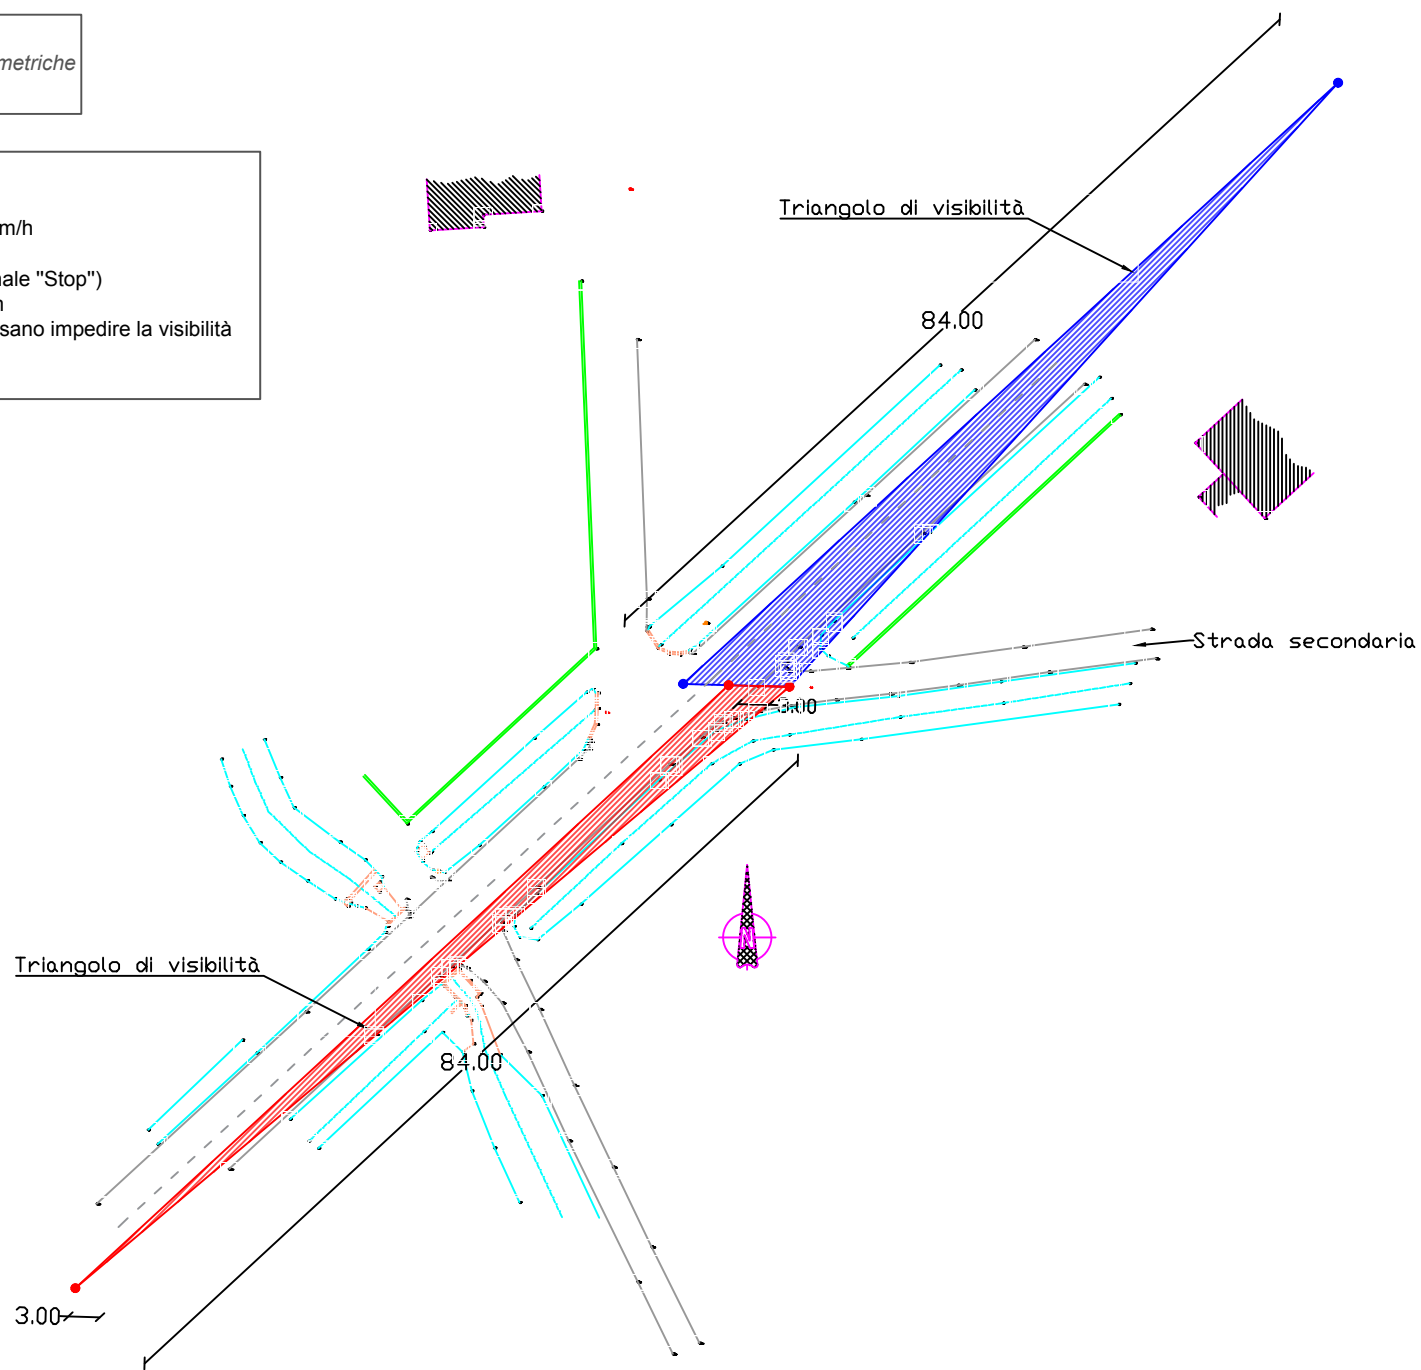 metriche
m/h
nale "Stop")
n
sano impedire la visibilità
Triangolo di visibilità
84.00
Strada secondaria
3.00
Triangolo di visibilità
84.00
3.00
N